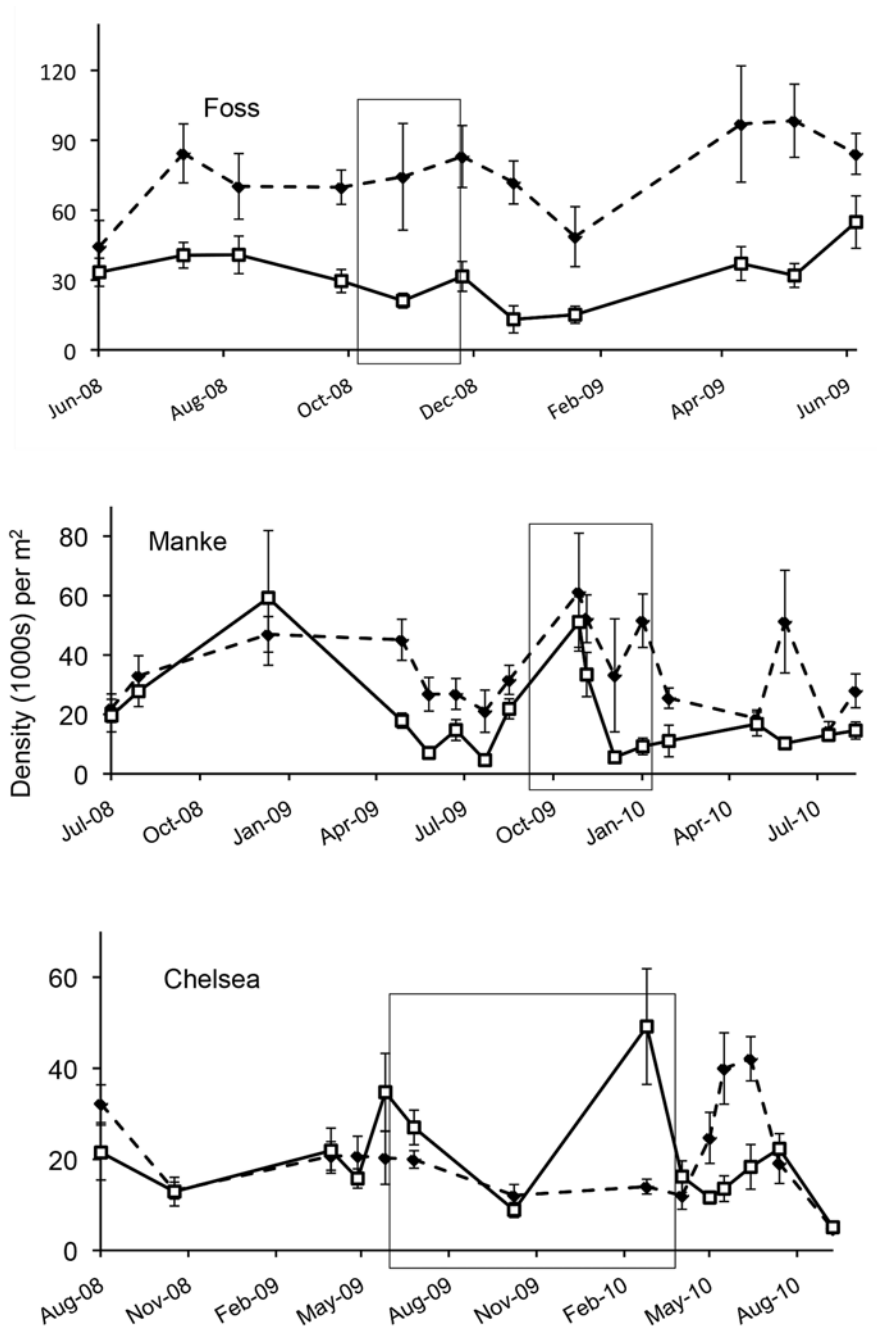 120
Foss
90
60
30
0
Jun-08 Aug-08 Oct-08 Dec-08 Feb-09 Apr-09 Jun-09
Density (1000s) per m²
80
Manke
60
40
20
0
Jul-08 Oct-08 Jan-09 Apr-09 Jul-09 Oct-09 Jan-10 Apr-10 Jul-10
60
Chelsea
40
20
0
Aug-08 Nov-08 Feb-09 May-09 Aug-09 Nov-09 Feb-10 May-10 Aug-10